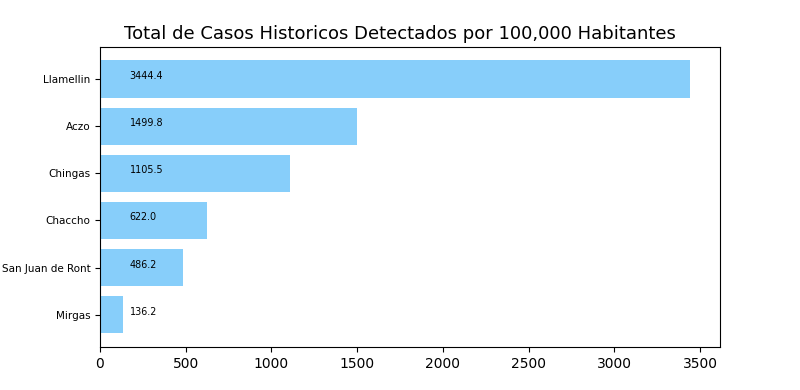 Total de Casos Historicos Detectados por 100,000 Habitantes
Llamellin 3444.4
Aczo 1499.8
Chingas 1105.5
Chaccho 622.0
San Juan de Ront 486.2
Mirgas 136.2
0 500 1000 1500 2000 2500 3000 3500